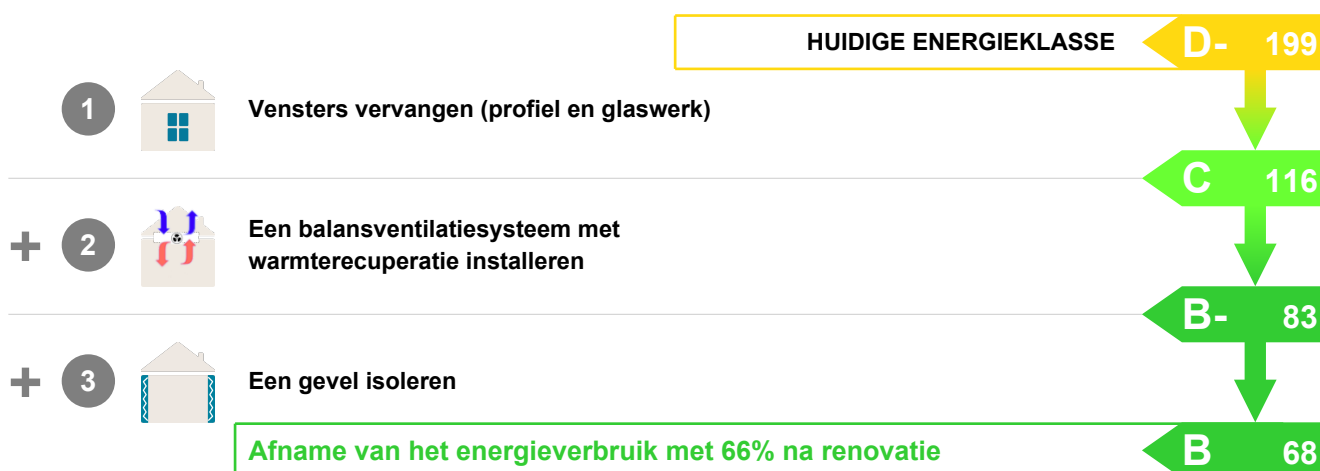 HUIDIGE ENERGIEKLASSE D- 199
1 Vensters vervangen (profiel en glaswerk)
C 116
+ 2 Een balansventilatiesysteem met
warmterecuperatie installeren
B- 83
+ 3 Een gevel isoleren
Afname van het energieverbruik met 66% na renovatie B 68